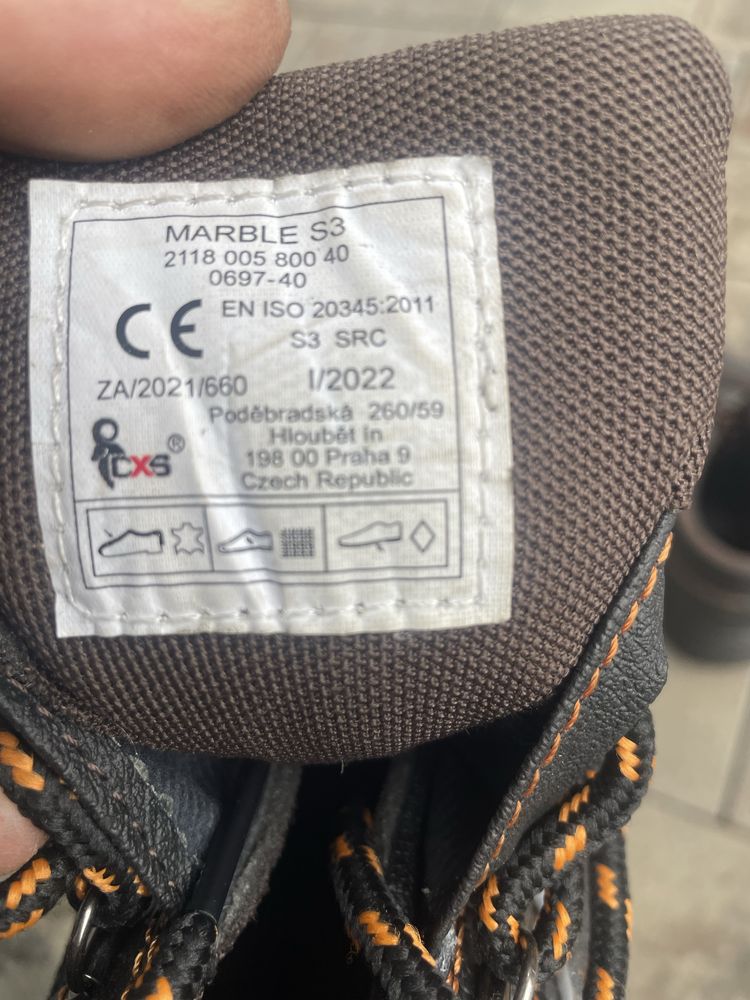 MARBLE S3
2118 005 800 40
0697-40
CE
EN ISO 20345:2011
S3 SRC
ZA/2021/660 I/2022
Poděbradská 260/59
Hloubět in
198 00 Praha 9
Czech Republic
CXS®